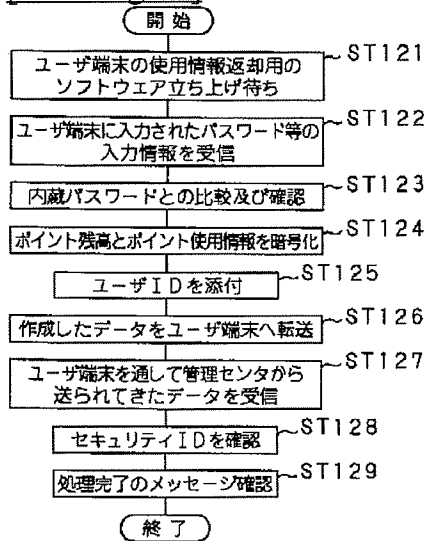 開始
ユーザ端末の使用情報返却用の
ソフトウェア立ち上げ待ち
ST121
ユーザ端末に入力されたパスワード等の
入力情報を受信
ST122
内蔵パスワードとの比較及び確認
ST123
ポイント残高とポイント使用情報を暗号化
ST124
ユーザIDを添付
ST125
作成したデータをユーザ端末へ転送
ST126
ユーザ端末を通して管理センタから
送られてきたデータを受信
ST127
セキュリティIDを確認
ST128
処理完了のメッセージ確認
ST129
終了